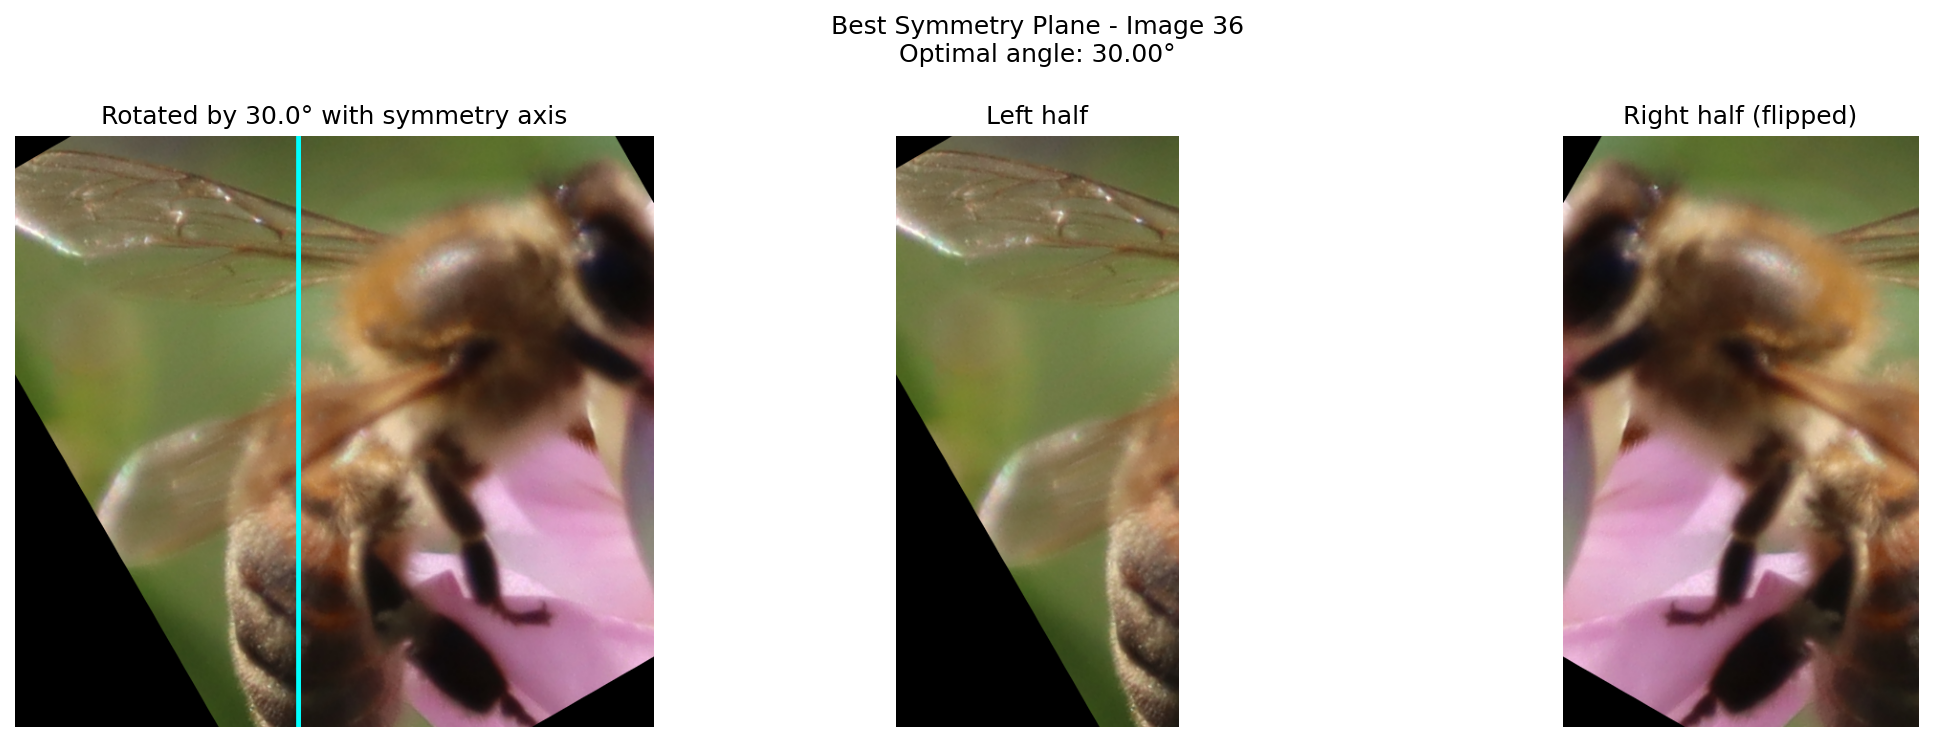 Best Symmetry Plane - Image 36
Optimal angle: 30.00°
Rotated by 30.0° with symmetry axis
Left half
Right half (flipped)